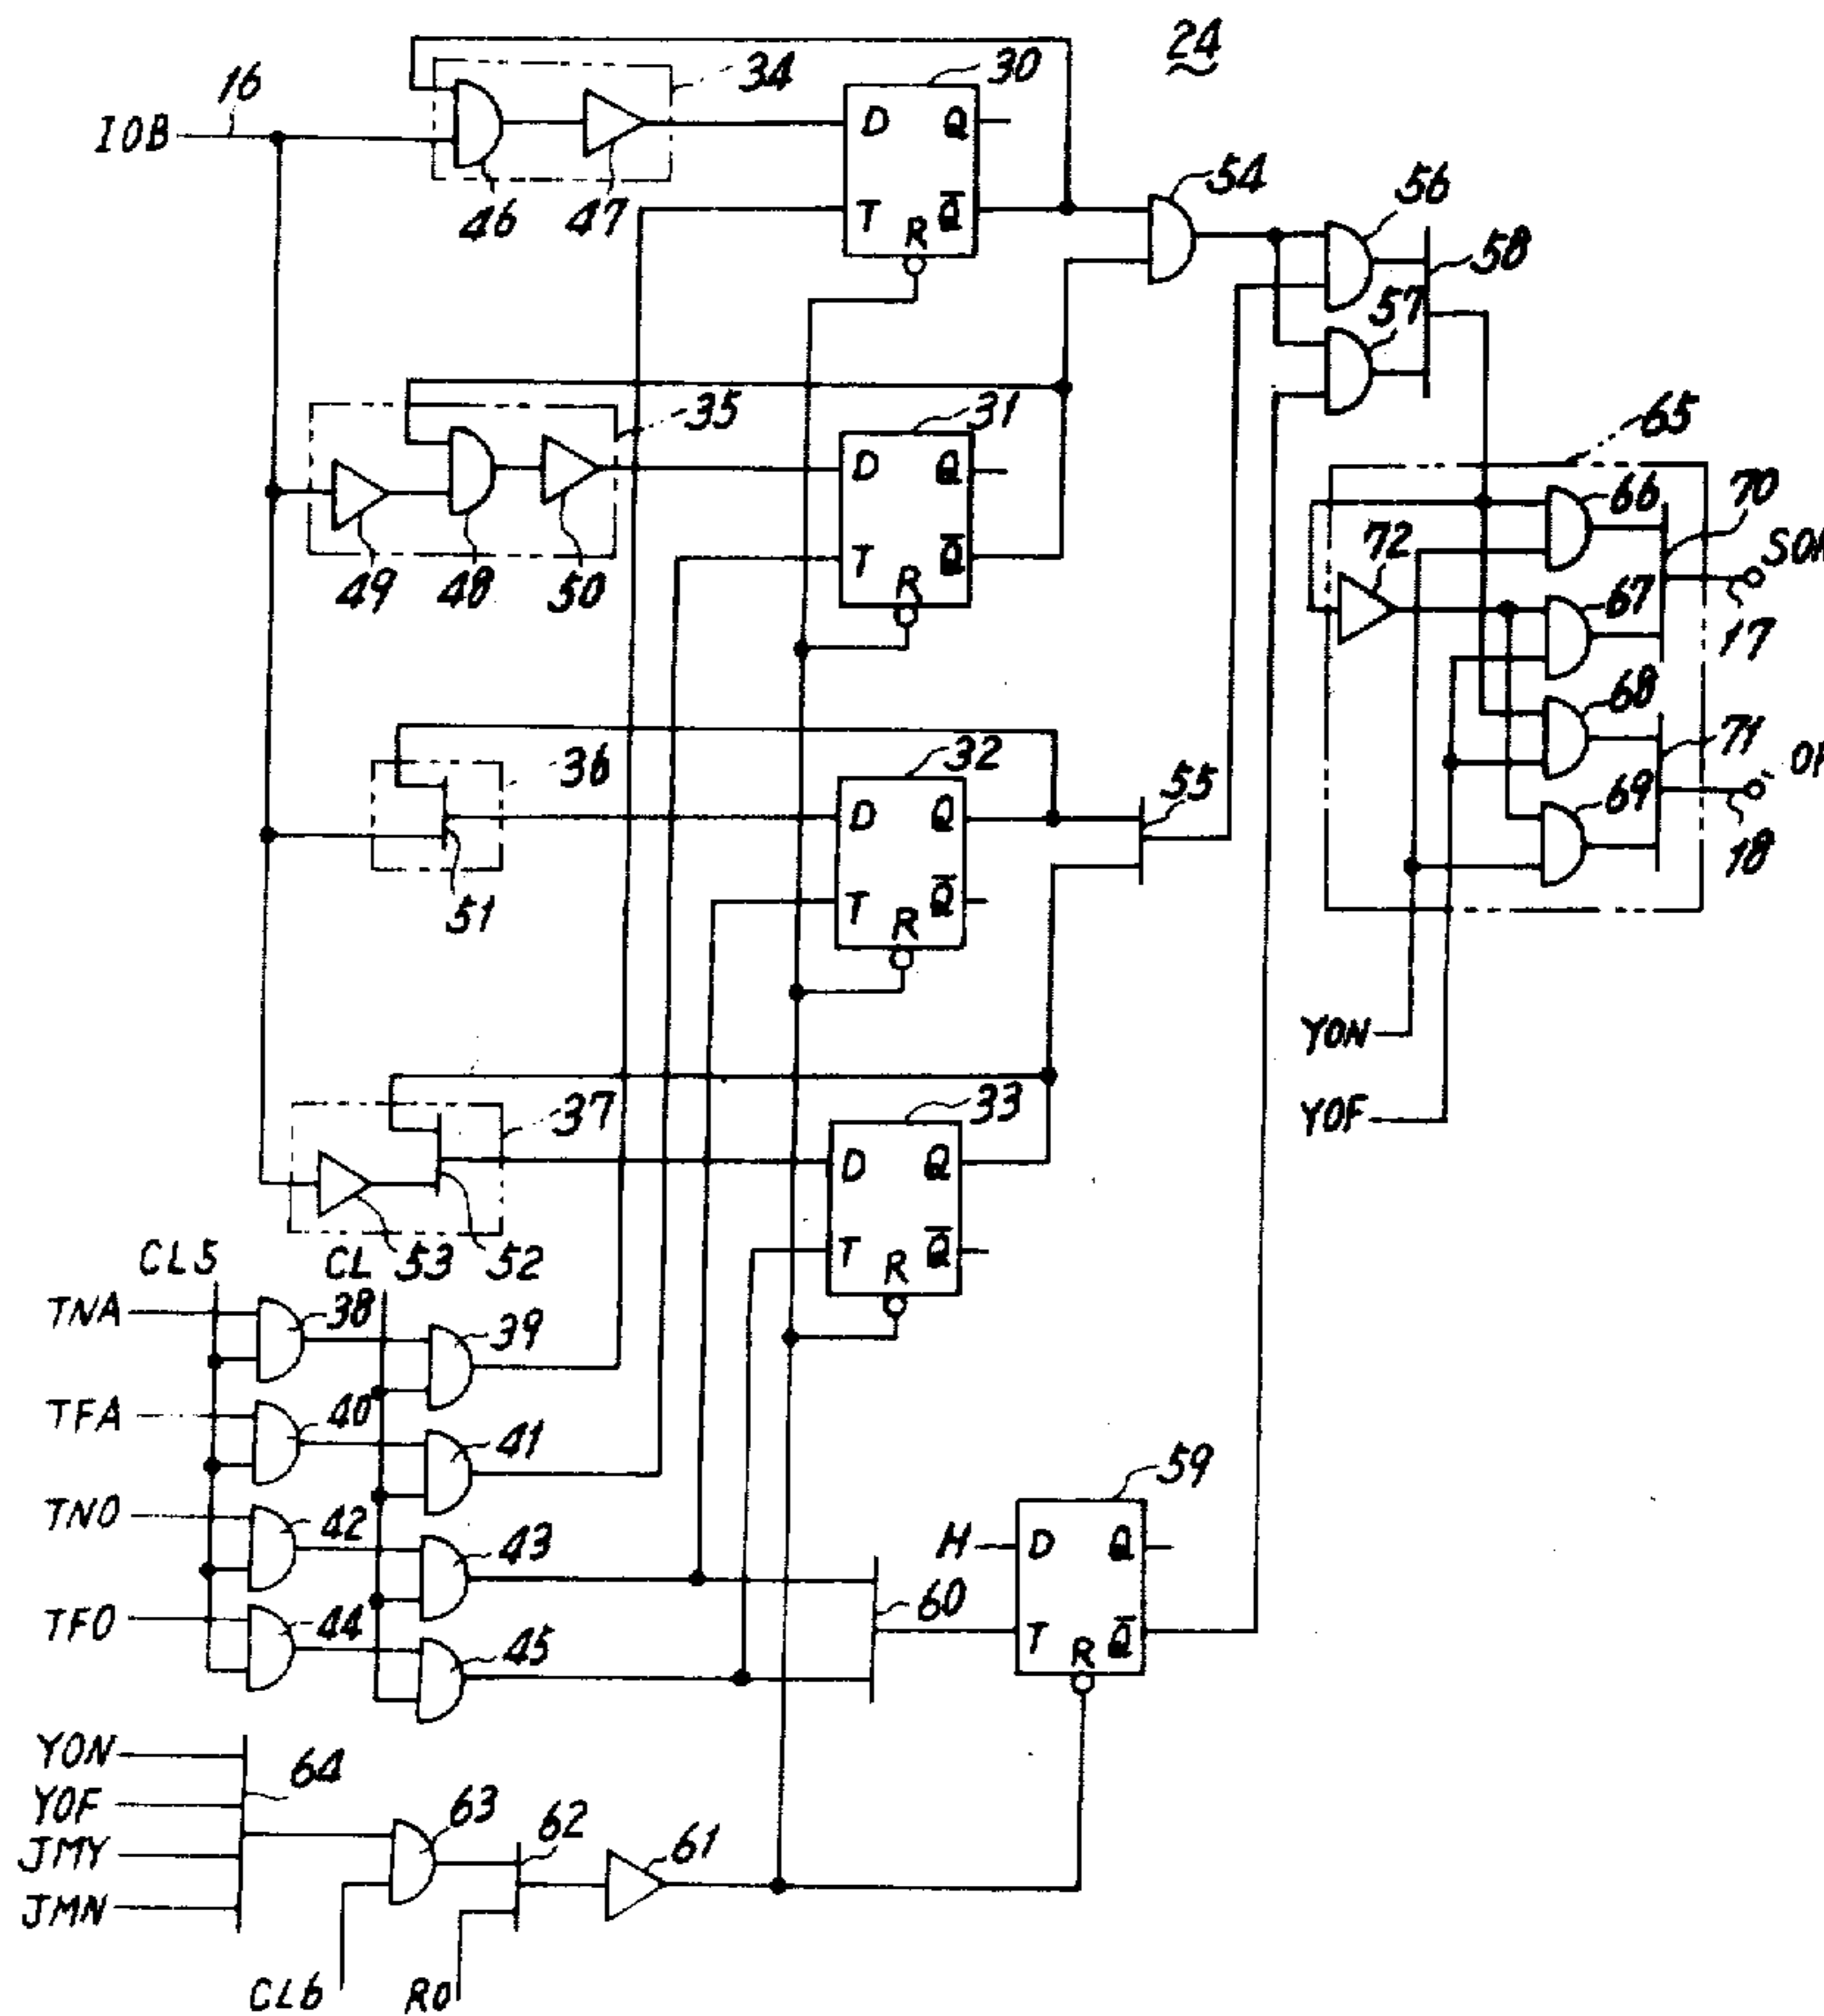 24
IOB
16
34
30
D
Q
T
R
Q̅
46
47
54
56
58
57
35
31
D
Q
T
R
Q̅
49
48
50
65
66
70
72
67
17
68
71
69
18
36
32
D
Q
T
R
Q̅
51
55
YON
YOF
37
33
D
Q
T
R
Q̅
53
52
CL5
CL
TNA
38
39
TFA
40
41
TNO
42
43
TFO
44
45
60
59
H
D
Q
T
R
Q̅
YON
YOF
JMY
JMN
64
63
62
61
CL6
RO